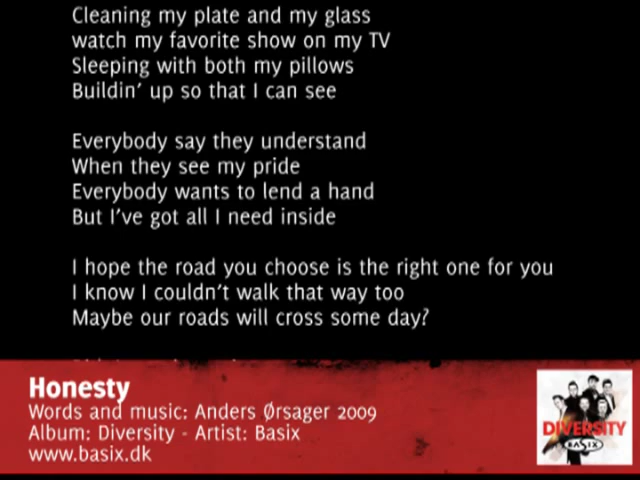 Cleaning my plate and my glass
watch my favorite show on my TV
Sleeping with both my pillows
Buildin' up so that I can see
Everybody say they understand
When they see my pride
Everybody wants to lend a hand
But I've got all I need inside
I hope the road you choose is the right one for you
I know I couldn't walk that way too
Maybe our roads will cross some day?
Honesty
Words and music: Anders Ørsager 2009
Album: Diversity - Artist: Basix
www.basix.dk
DIVERSITY
BASIX